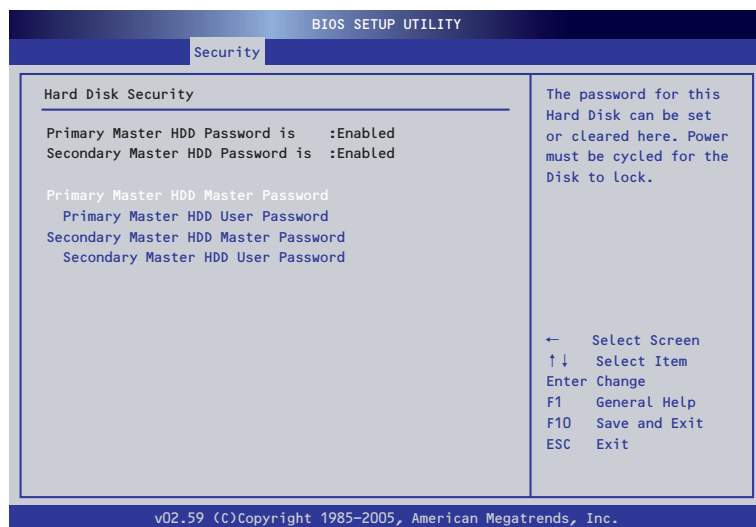 BIOS SETUP UTILITY
Security
Hard Disk Security
Primary Master HDD Password is :Enabled
Secondary Master HDD Password is :Enabled
Primary Master HDD Master Password
Primary Master HDD User Password
Secondary Master HDD Master Password
Secondary Master HDD User Password
The password for this
Hard Disk can be set
or cleared here. Power
must be cycled for the
Disk to lock.
← Select Screen
↑↓ Select Item
Enter Change
F1 General Help
F10 Save and Exit
ESC Exit
v02.59 (C)Copyright 1985-2005, American Megatrends, Inc.